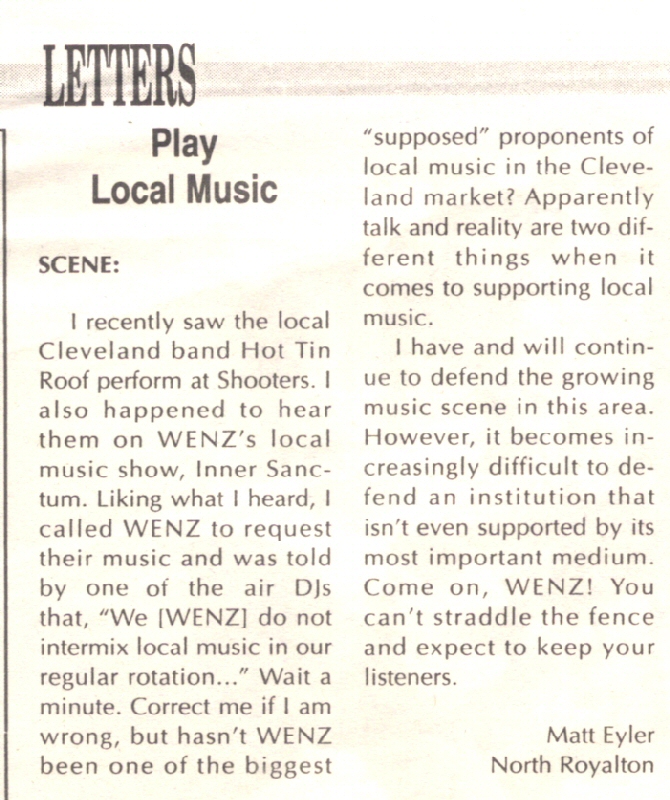 LETTERS
Play
Local Music
SCENE:
I recently saw the local
Cleveland band Hot Tin
Roof perform at Shooters. I
also happened to hear
them on WENZ's local
music show, Inner Sanc-
tum. Liking what I heard, I
called WENZ to request
their music and was told
by one of the air DJs
that, "We [WENZ] do not
intermix local music in our
regular rotation..." Wait a
minute. Correct me if I am
wrong, but hasn't WENZ
been one of the biggest
"supposed" proponents of
local music in the Cleve-
land market? Apparently
talk and reality are two dif-
ferent things when it
comes to supporting local
music.
I have and will contin-
ue to defend the growing
music scene in this area.
However, it becomes in-
creasingly difficult to de-
fend an institution that
isn't even supported by its
most important medium.
Come on, WENZ! You
can't straddle the fence
and expect to keep your
listeners.
Matt Eyler
North Royalton